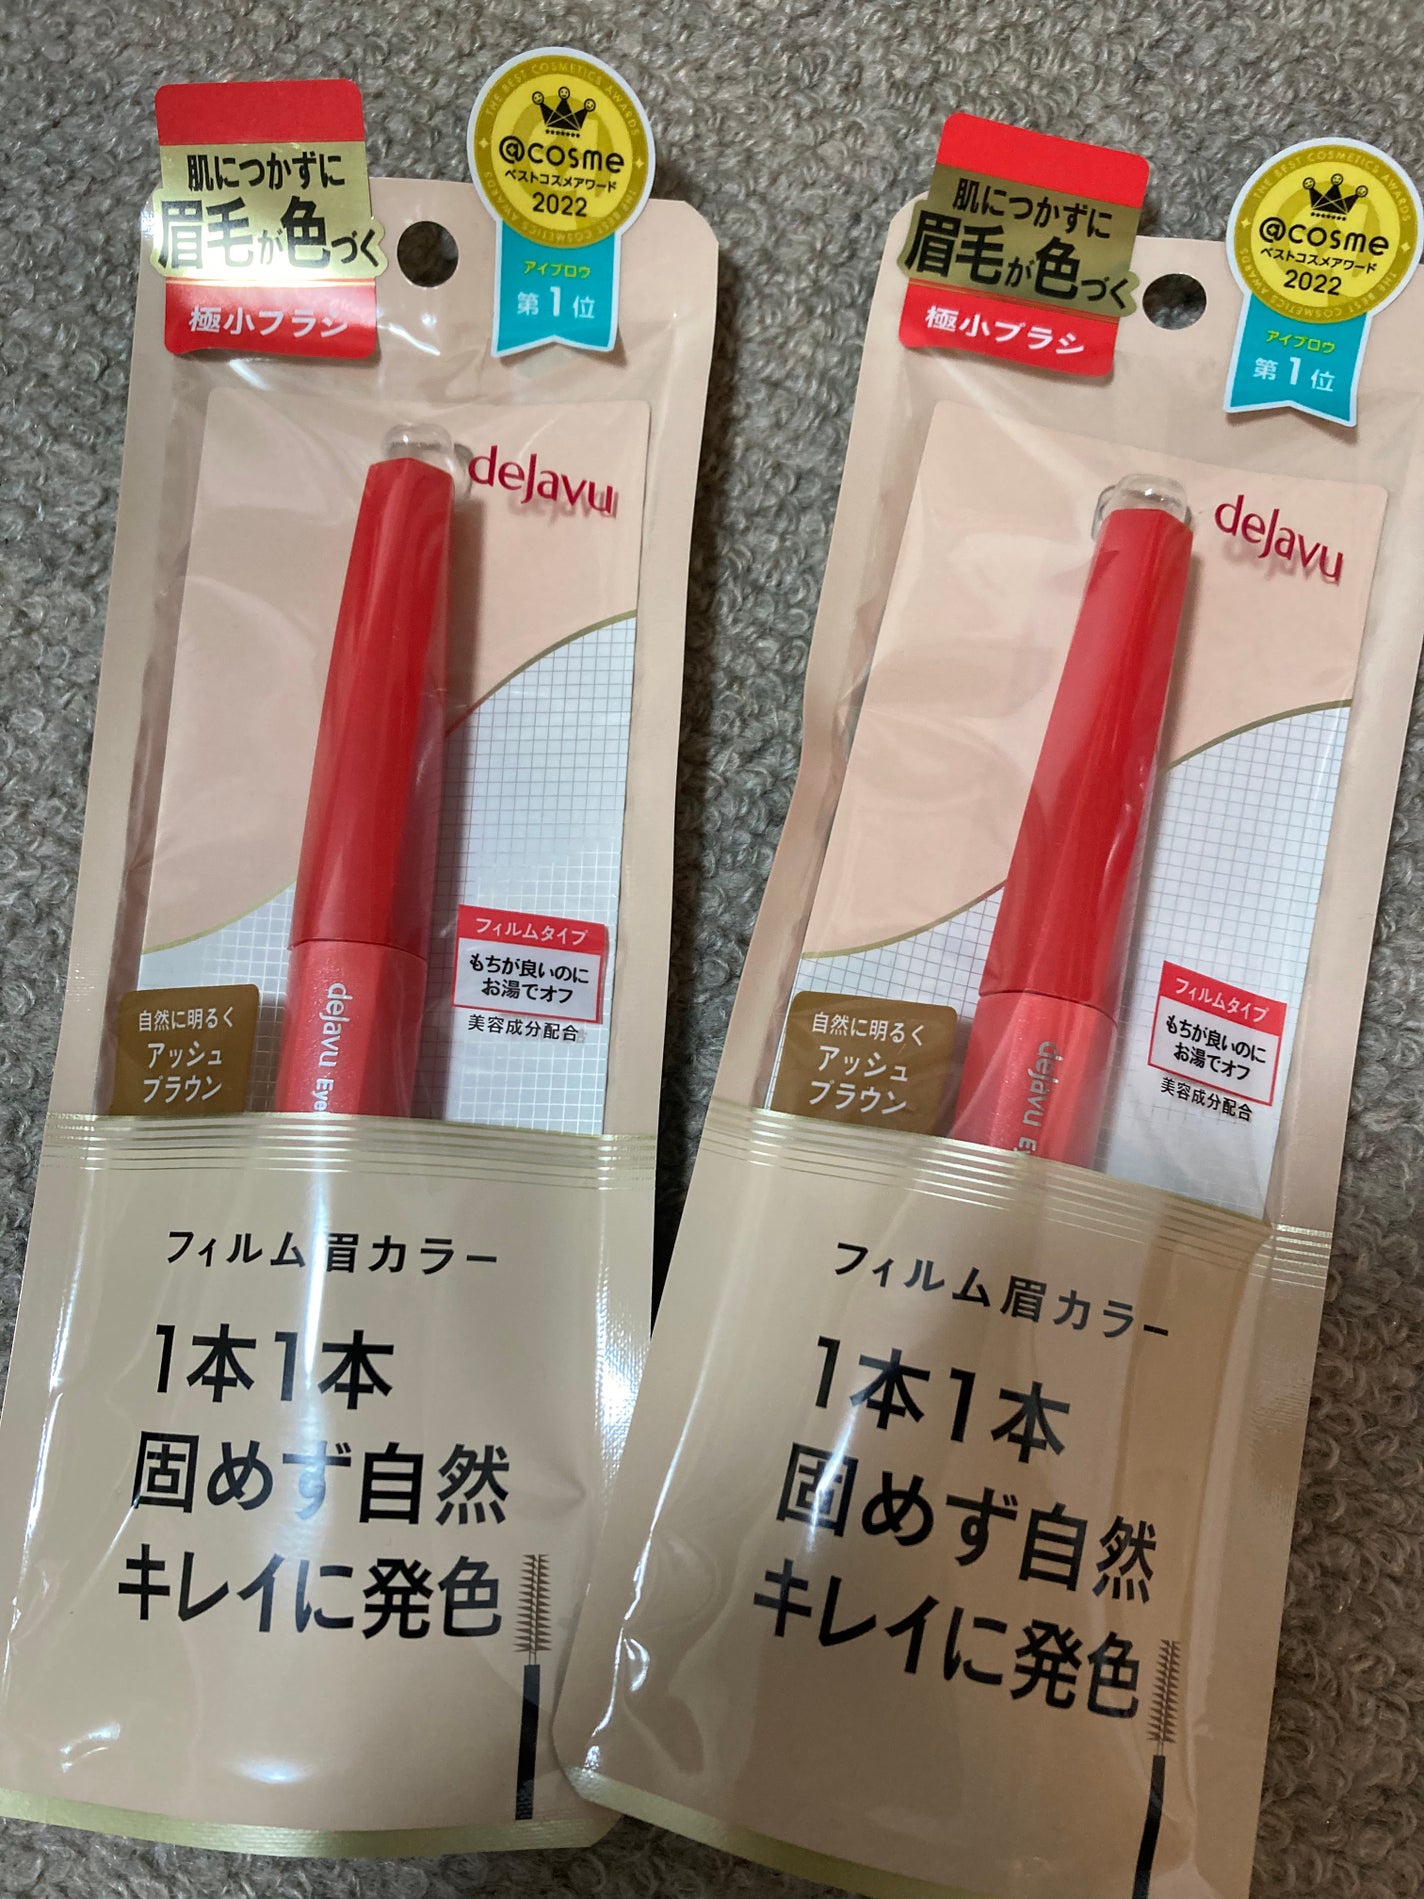 肌につかずに
眉毛が色づく
極小ブラシ
THE BEST COSMETICS AWARDS
@cosme
ベストコスメアワード
2022
アイブロウ
第1位
dejavu
フィルムタイプ
もちが良いのに
お湯でオフ
美容成分配合
自然に明るく
アッシュ
ブラウン
dejavu Eye
フィルム眉カラー
1本1本
固めず自然
キレイに発色
肌につかずに
眉毛が色づく
極小ブラシ
THE BEST COSMETICS AWARDS
@cosme
ベストコスメアワード
2022
アイブロウ
第1位
dejavu
フィルムタイプ
もちが良いのに
お湯でオフ
美容成分配合
自然に明るく
アッシュ
ブラウン
dejavu
フィルム眉カラー
1本1本
固めず自然
キレイに発色